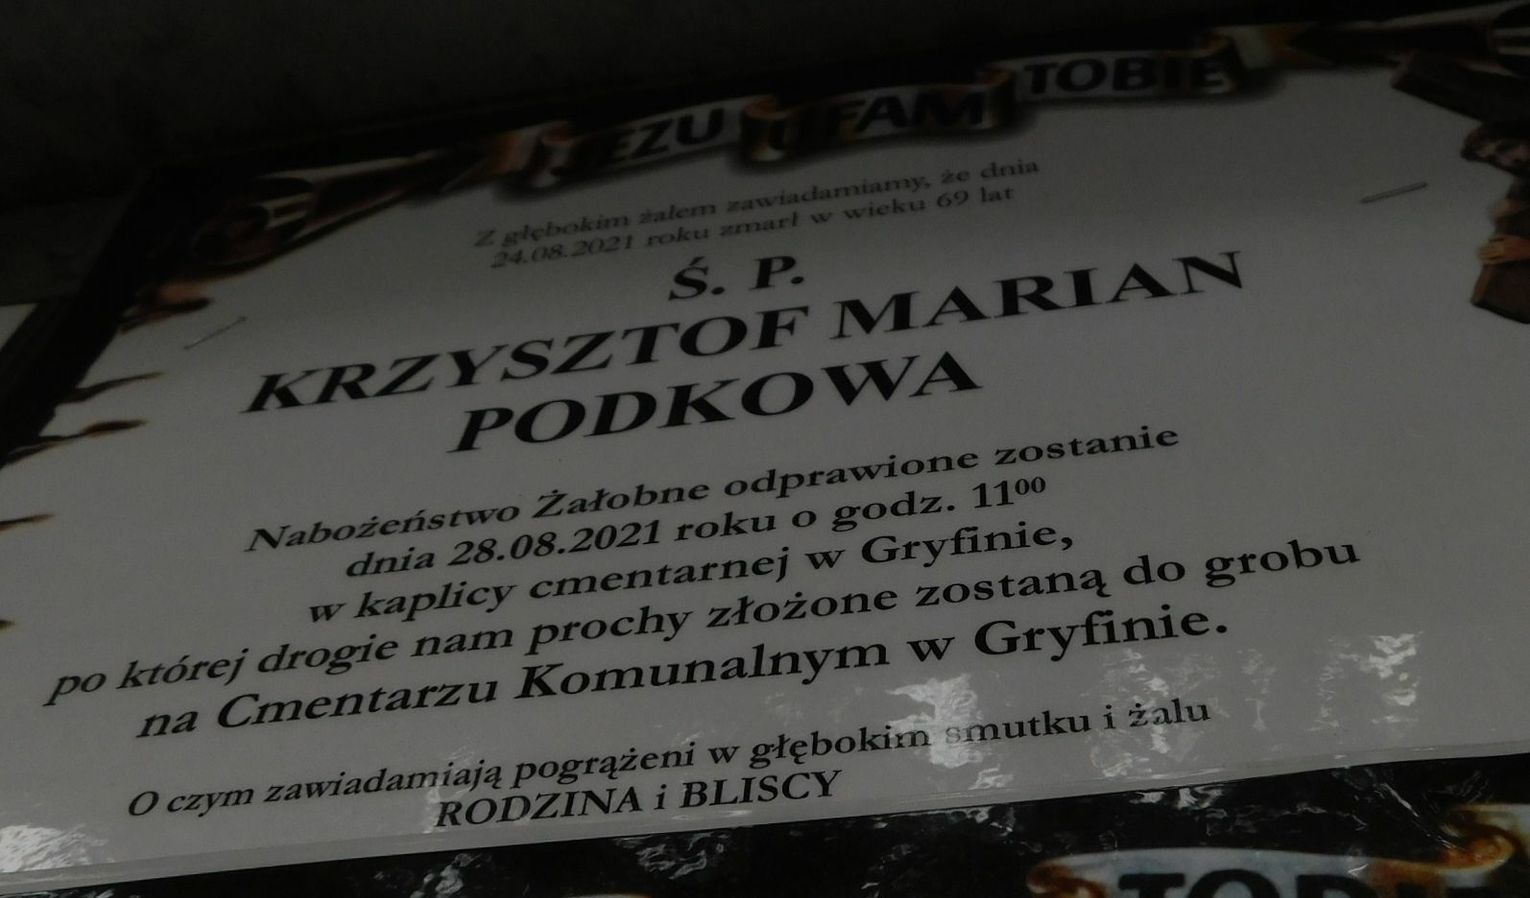 JEZU UFAM TOBIE
Z głębokim żalem zawiadamiamy, że dnia
24.08.2021 roku zmarł w wieku 69 lat
Ś. P.
KRZYSZTOF MARIAN
PODKOWA
Nabożeństwo Żałobne odprawione zostanie
dnia 28.08.2021 roku o godz. 11⁰⁰
w kaplicy cmentarnej w Gryfinie,
po której drogie nam prochy złożone zostaną do grobu
na Cmentarzu Komunalnym w Gryfinie.
O czym zawiadamiają pogrążeni w głębokim smutku i żalu
RODZINA i BLISCY